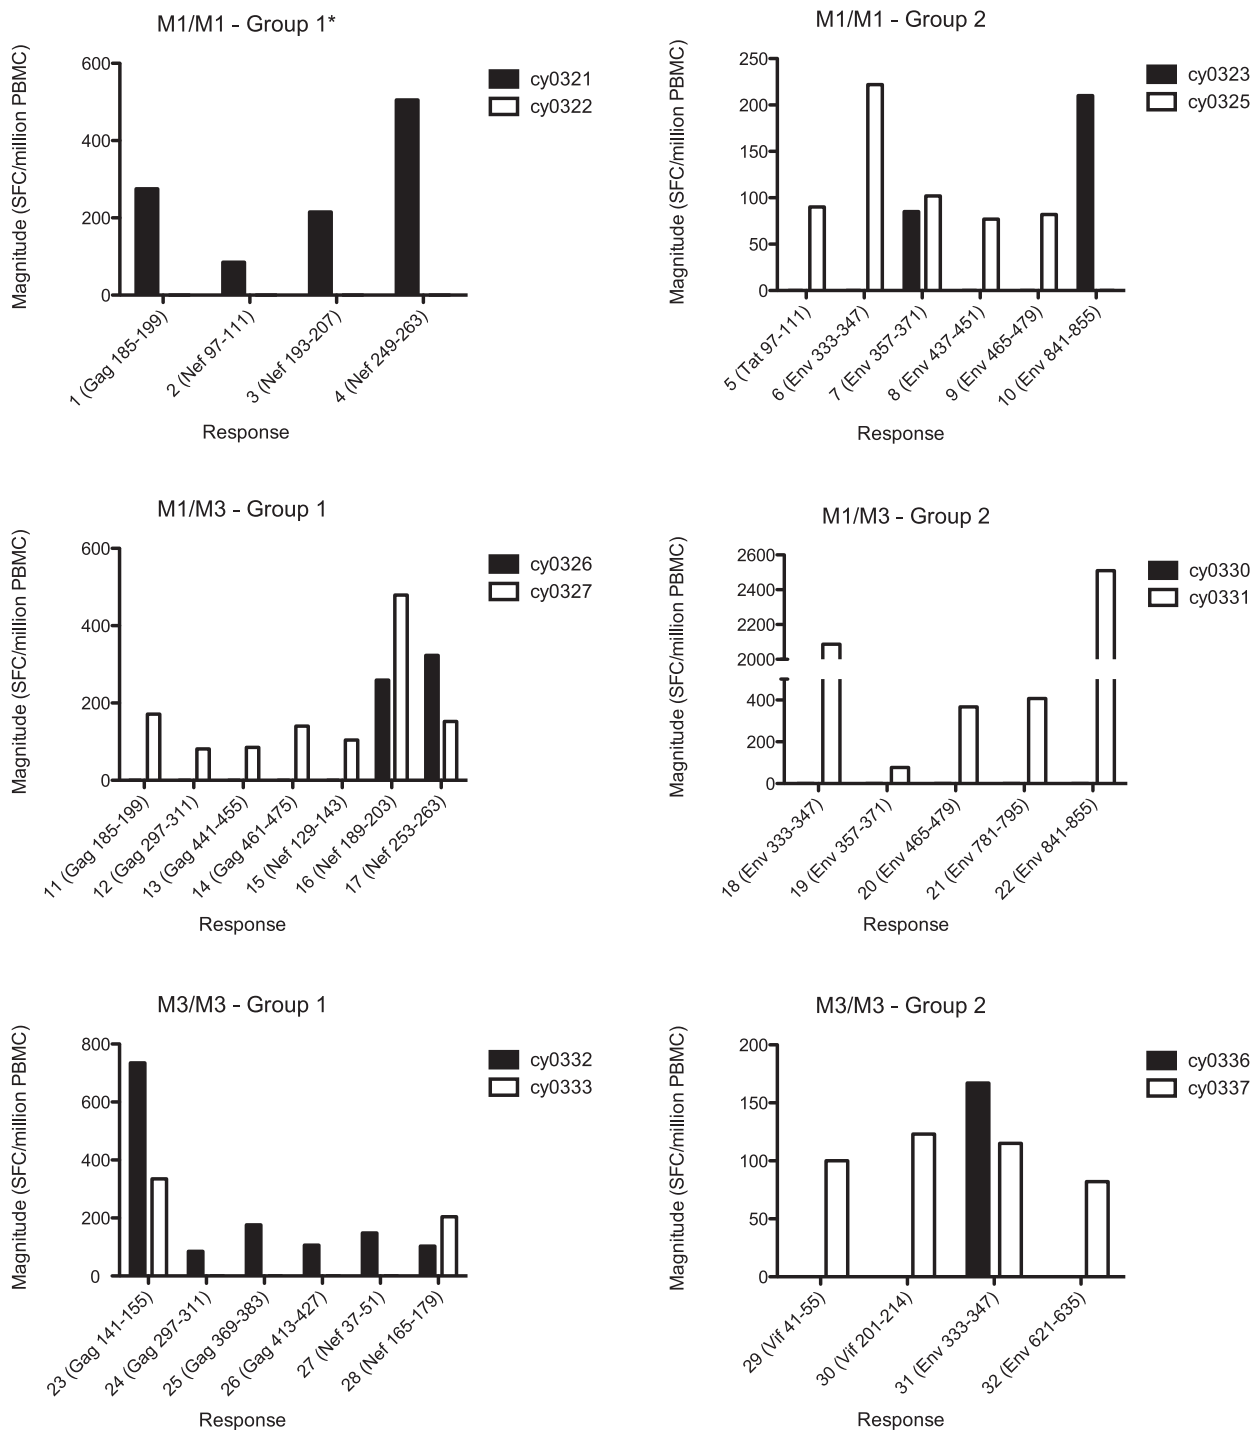 M1/M1 - Group 1*
Magnitude (SFC/million PBMC)
600
400
200
0
cy0321
cy0322
1 (Gag 185-199)
2 (Nef 97-111)
3 (Nef 193-207)
4 (Nef 249-263)
Response
M1/M1 - Group 2
Magnitude (SFC/million PBMC)
250
200
150
100
50
0
cy0323
cy0325
5 (Tat 97-111)
6 (Env 333-347)
7 (Env 357-371)
8 (Env 437-451)
9 (Env 465-479)
10 (Env 841-855)
Response
M1/M3 - Group 1
Magnitude (SFC/million PBMC)
600
400
200
0
cy0326
cy0327
11 (Gag 185-199)
12 (Gag 297-311)
13 (Gag 441-455)
14 (Gag 461-475)
15 (Nef 129-143)
16 (Nef 189-203)
17 (Nef 253-263)
Response
M1/M3 - Group 2
Magnitude (SFC/million PBMC)
2600
2400
2200
2000
400
200
0
cy0330
cy0331
18 (Env 333-347)
19 (Env 357-371)
20 (Env 465-479)
21 (Env 781-795)
22 (Env 841-855)
Response
M3/M3 - Group 1
Magnitude (SFC/million PBMC)
800
600
400
200
0
cy0332
cy0333
23 (Gag 141-155)
24 (Gag 297-311)
25 (Gag 369-383)
26 (Gag 413-427)
27 (Nef 37-51)
28 (Nef 165-179)
Response
M3/M3 - Group 2
Magnitude (SFC/million PBMC)
200
150
100
50
0
cy0336
cy0337
29 (Vif 41-55)
30 (Vif 201-214)
31 (Env 333-347)
32 (Env 621-635)
Response